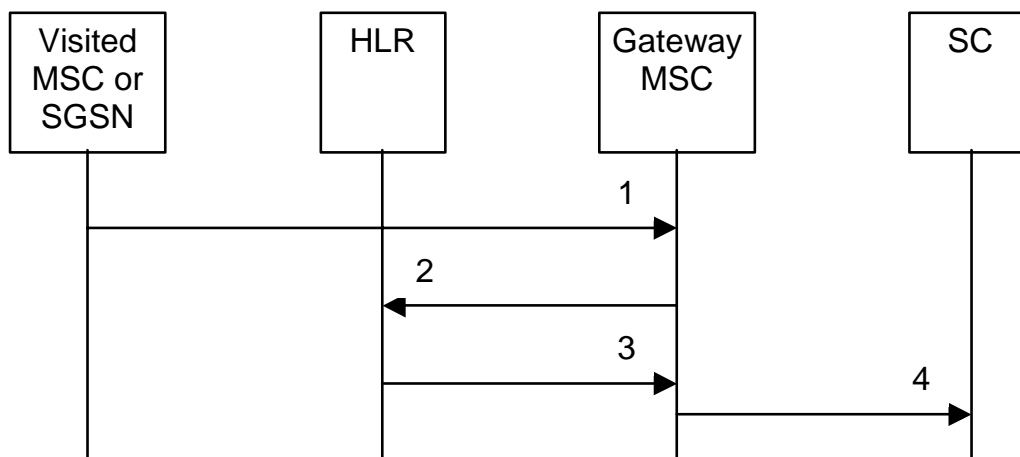 Visited
MSC or
SGSN
HLR
Gateway
MSC
SC
1
2
3
4